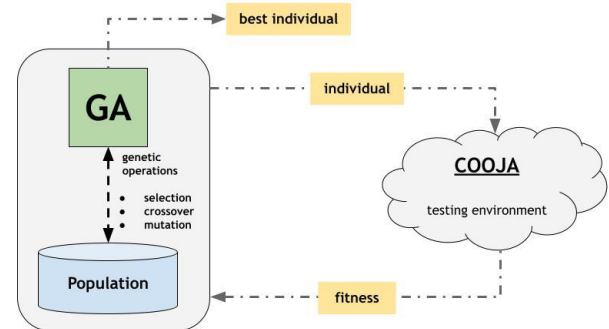 best individual
individual
GA
genetic
operations
• selection
• crossover
• mutation
COOJA
testing environment
Population
fitness